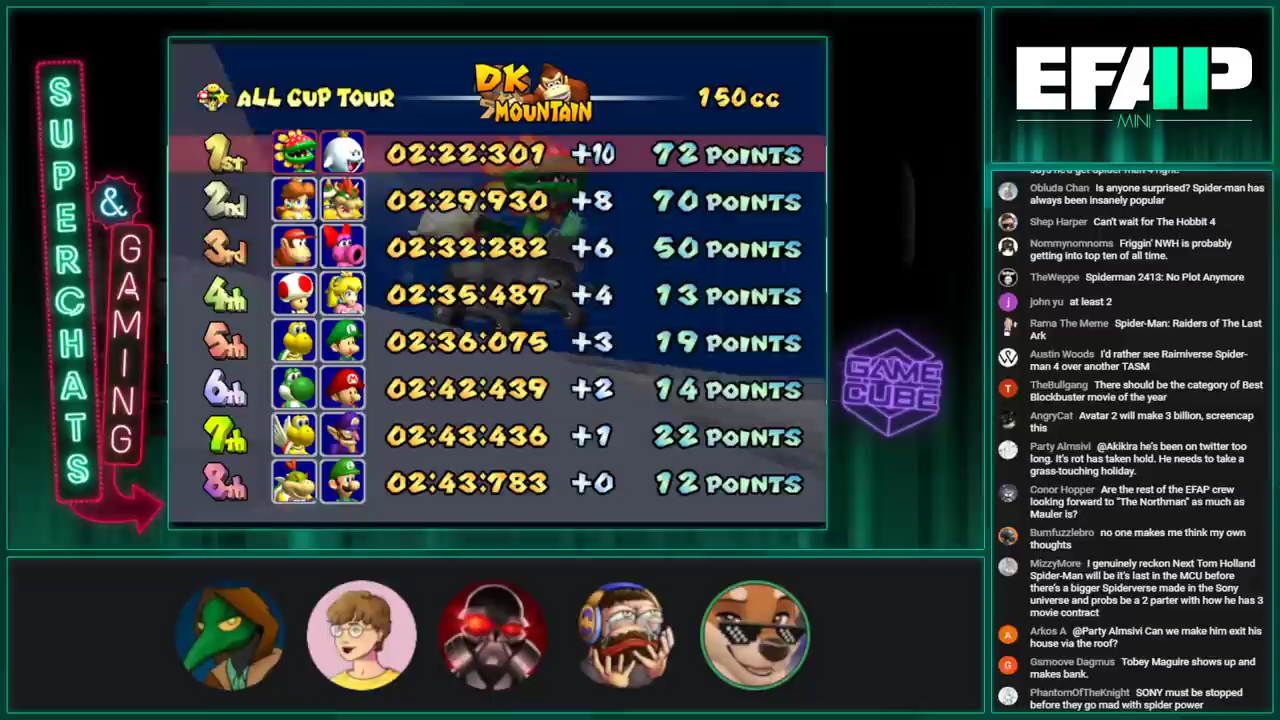 SUPERCHATS
&
GAMING
ALL CUP TOUR
DK
MOUNTAIN
150cc
1st 02:22:301 +10 72 POINTS
2nd 02:29:930 +8 70 POINTS
3rd 02:32:282 +6 50 POINTS
4th 02:35:487 +4 13 POINTS
5th 02:36:075 +3 19 POINTS
6th 02:42:439 +2 14 POINTS
7th 02:43:436 +1 22 POINTS
8th 02:43:783 +0 12 POINTS
GAME
CUBE
EFAP
MINI
Obluda Chan Is anyone surprised? Spider-man has
always been insanely popular
Shep Harper Can't wait for The Hobbit 4
Nommynomnoms Friggin' NWH is probably
getting into top ten of all time.
TheWeppe Spiderman 2413: No Plot Anymore
j john yu at least 2
Rama The Meme Spider-Man: Raiders of The Last
Ark
Austin Woods I'd rather see Raimiverse Spider-
man 4 over another TASM
T TheBullgang There should be the category of Best
Blockbuster movie of the year
AngryCat Avatar 2 will make 3 billion, screencap
this
Party Almsivi @Akikira he's been on twitter too
long. It's rot has taken hold. He needs to take a
grass-touching holiday.
Conor Hopper Are the rest of the EFAP crew
looking forward to "The Northman" as much as
Mauler is?
Bumfuzzlebro no one makes me think my own
thoughts
MizzyMore I genuinely reckon Next Tom Holland
Spider-Man will be it's last in the MCU before
there's a bigger Spiderverse made in the Sony
universe and probs be a 2 parter with how he has 3
movie contract
A Arkos A @Party Almsivi Can we make him exit his
house via the roof?
G Gsmoove Dagmus Tobey Maguire shows up and
makes bank.
PhantomOfTheKnight SONY must be stopped
before they go mad with spider power